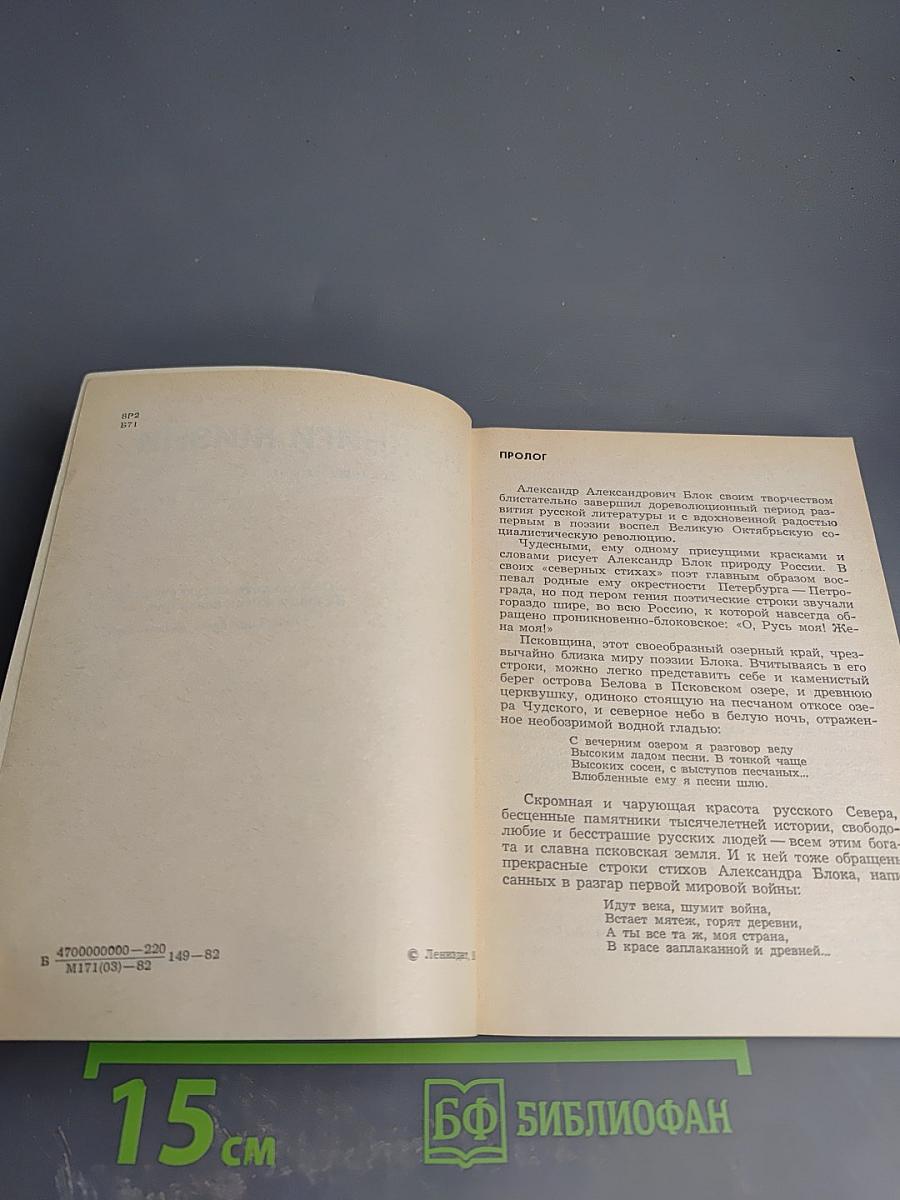 8Р2
Б71
Б 4700000000—220 149—82
М171(03)—82
© Лениздат,
ПРОЛОГ
Александр Александрович Блок своим творчеством
блистательно завершил дореволюционный период раз-
вития русской литературы и с вдохновенной радостью
первым в поэзии воспел Великую Октябрьскую со-
циалистическую революцию.
Чудесными, ему одному присущими красками и
словами рисует Александр Блок природу России. В
своих «северных стихах» поэт главным образом вос-
певал родные ему окрестности Петербурга — Петро-
града, но под пером гения поэтические строки звучали
гораздо шире, во всю Россию, к которой навсегда об-
ращено проникновенно-блоковское: «О, Русь моя! Же-
на моя!»
Псковщина, этот своеобразный озерный край, чрез-
вычайно близка миру поэзии Блока. Вчитываясь в его
строки, можно легко представить себе и каменистый
берег острова Белова в Псковском озере, и древнюю
церквушку, одиноко стоящую на песчаном откосе озе-
ра Чудского, и северное небо в белую ночь, отражен-
ное необозримой водной гладью:
С вечерним озером я разговор веду
Высоким ладом песни. В тонкой чаще
Высоких сосен, с выступов песчаных...
Влюбленные ему я песни шлю.
Скромная и чарующая красота русского Севера,
бесценные памятники тысячелетней истории, свободо-
любие и бесстрашие русских людей — всем этим бога-
та и славна псковская земля. И к ней тоже обращены
прекрасные строки стихов Александра Блока, напи-
санных в разгар первой мировой войны:
Идут века, шумит война,
Встает мятеж, горят деревни,
А ты все та ж, моя страна,
В красе заплаканной и древней...
15 см
БФ БИБЛИОФАН